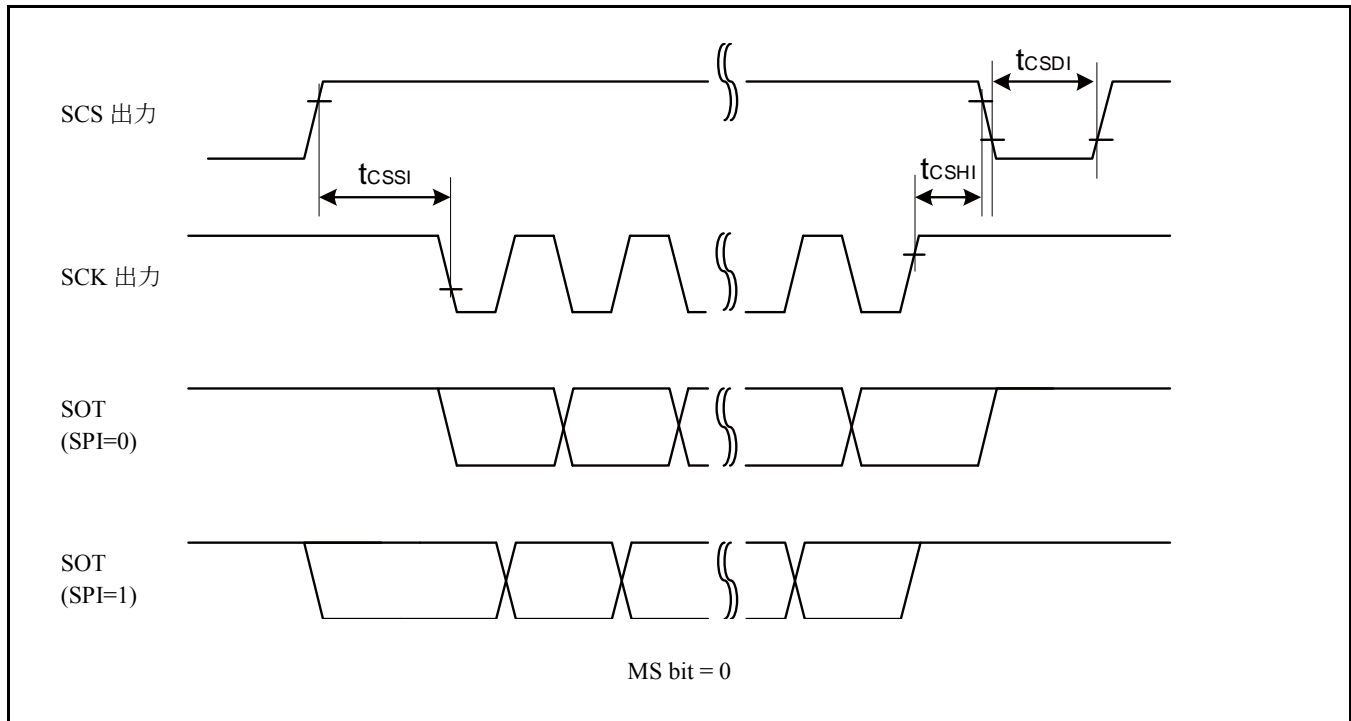 tCSDI
SCS 出力
tCSSI
tCSHI
SCK 出力
SOT
(SPI=0)
SOT
(SPI=1)
MS bit = 0